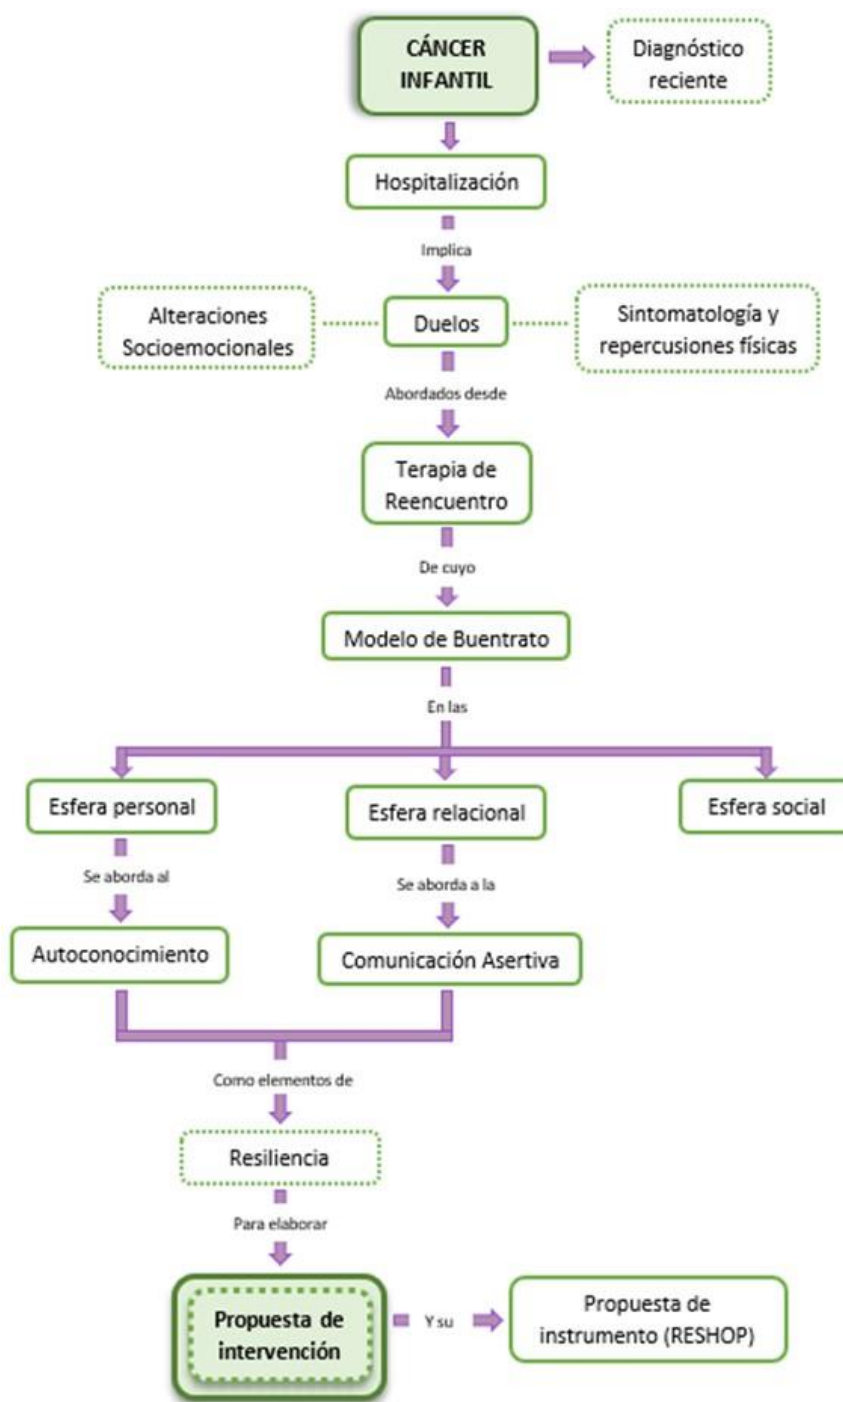 CÁNCER
INFANTIL
Diagnóstico
reciente
Hospitalización
Implica
Alteraciones
Socioemocionales
Duelos
Sintomatología y
repercusiones físicas
Abordados desde
Terapia de
Reencuentro
De cuyo
Modelo de Buentrato
En las
Esfera personal
Esfera relacional
Esfera social
Se aborda al
Se aborda a la
Autoconocimiento
Comunicación Asertiva
Como elementos de
Resiliencia
Para elaborar
Propuesta de
intervención
Y su
Propuesta de
instrumento (RESHOP)